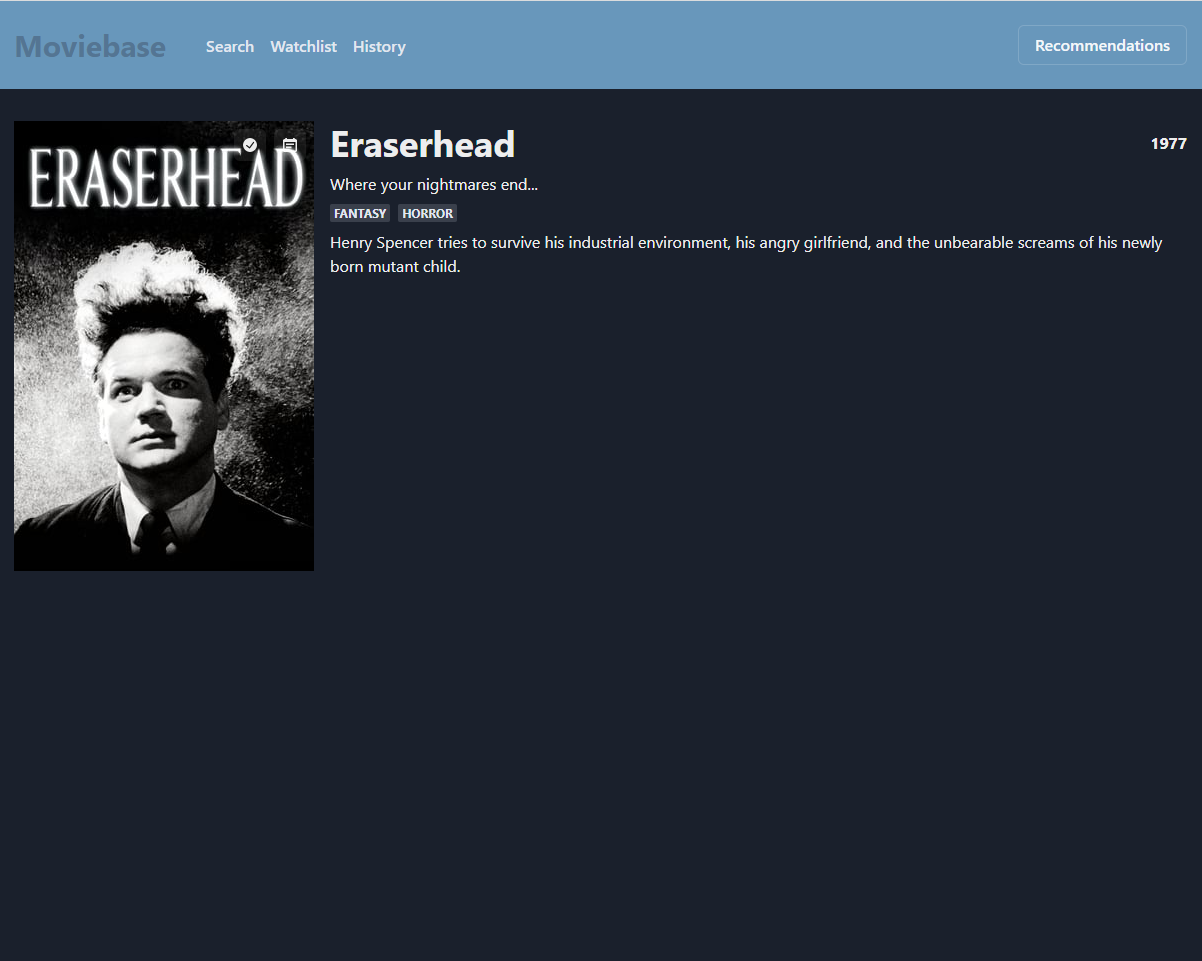 Moviebase
Search
Watchlist
History
Recommendations
ERASERHEAD
Eraserhead
1977
Where your nightmares end...
FANTASY
HORROR
Henry Spencer tries to survive his industrial environment, his angry girlfriend, and the unbearable screams of his newly
born mutant child.